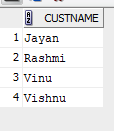 CUSTNAME
1 Jayan
2 Rashmi
3 Vinu
4 Vishnu